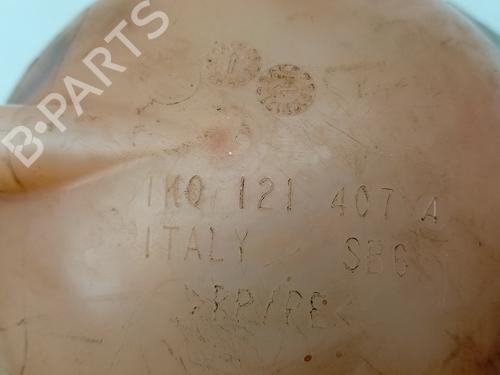 B-PARTS
1K0 121 407 A
ITALY SBG
>PP/PE<